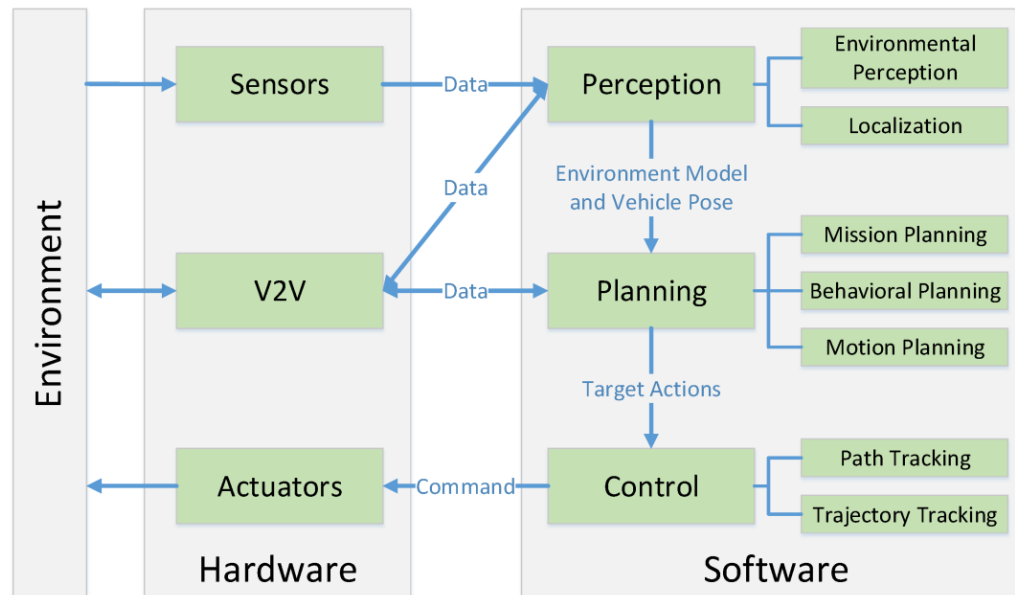 Environment
Sensors
Data
Perception
Environmental
Perception
Localization
Data
Environment Model
and Vehicle Pose
V2V
Data
Planning
Mission Planning
Behavioral Planning
Motion Planning
Target Actions
Actuators
Command
Control
Path Tracking
Trajectory Tracking
Hardware
Software